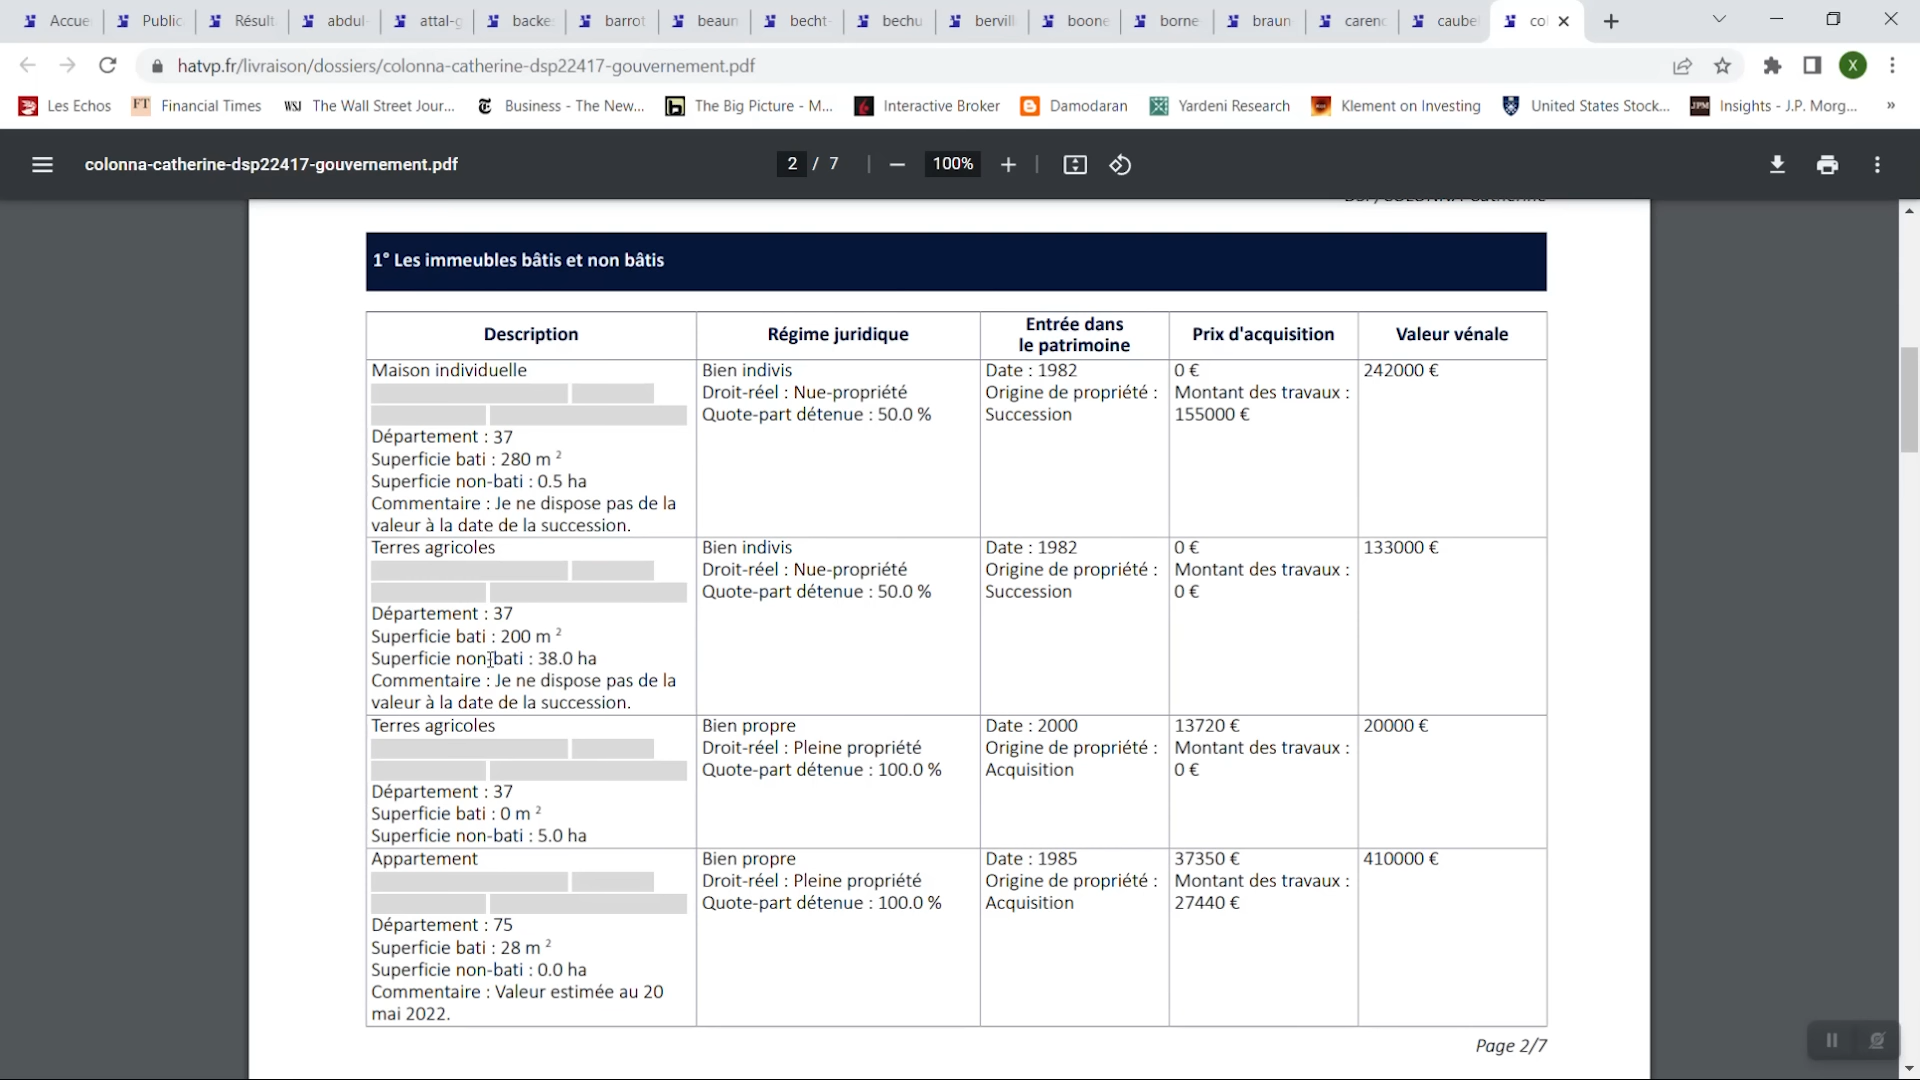 Accue
Public
Résult
abdul-
attal-g
backe
barrot
beaun
becht-
bechu
bervill
boone
borne
braun
carenc
caube
co
hatvp.fr/livraison/dossiers/colonna-catherine-dsp22417-gouvernement.pdf
X
Les Echos
FT Financial Times
WSJ The Wall Street Jour...
Business - The New...
The Big Picture - M...
Interactive Broker
Damodaran
Yardeni Research
Klement on Investing
United States Stock...
JPM Insights - J.P. Morg...
»
colonna-catherine-dsp22417-gouvernement.pdf
2 / 7
100%
DSP/COLONNA Catherine
1° Les immeubles bâtis et non bâtis
Description
Régime juridique
Entrée dans
le patrimoine
Prix d'acquisition
Valeur vénale
Maison individuelle
Département : 37
Superficie bati : 280 m ²
Superficie non-bati : 0.5 ha
Commentaire : Je ne dispose pas de la
valeur à la date de la succession.
Bien indivis
Droit-réel : Nue-propriété
Quote-part détenue : 50.0 %
Date : 1982
Origine de propriété :
Succession
0 €
Montant des travaux :
155000 €
242000 €
Terres agricoles
Département : 37
Superficie bati : 200 m ²
Superficie non-bati : 38.0 ha
Commentaire : Je ne dispose pas de la
valeur à la date de la succession.
Bien indivis
Droit-réel : Nue-propriété
Quote-part détenue : 50.0 %
Date : 1982
Origine de propriété :
Succession
0 €
Montant des travaux :
0 €
133000 €
Terres agricoles
Département : 37
Superficie bati : 0 m ²
Superficie non-bati : 5.0 ha
Bien propre
Droit-réel : Pleine propriété
Quote-part détenue : 100.0 %
Date : 2000
Origine de propriété :
Acquisition
13720 €
Montant des travaux :
0 €
20000 €
Appartement
Département : 75
Superficie bati : 28 m ²
Superficie non-bati : 0.0 ha
Commentaire : Valeur estimée au 20
mai 2022.
Bien propre
Droit-réel : Pleine propriété
Quote-part détenue : 100.0 %
Date : 1985
Origine de propriété :
Acquisition
37350 €
Montant des travaux :
27440 €
410000 €
Page 2/7